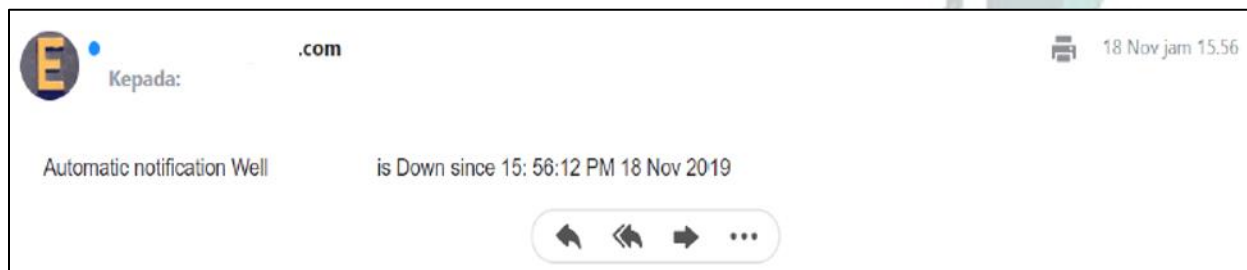 E
.com
18 Nov jam 15.56
Kepada:
Automatic notification Well is Down since 15: 56:12 PM 18 Nov 2019